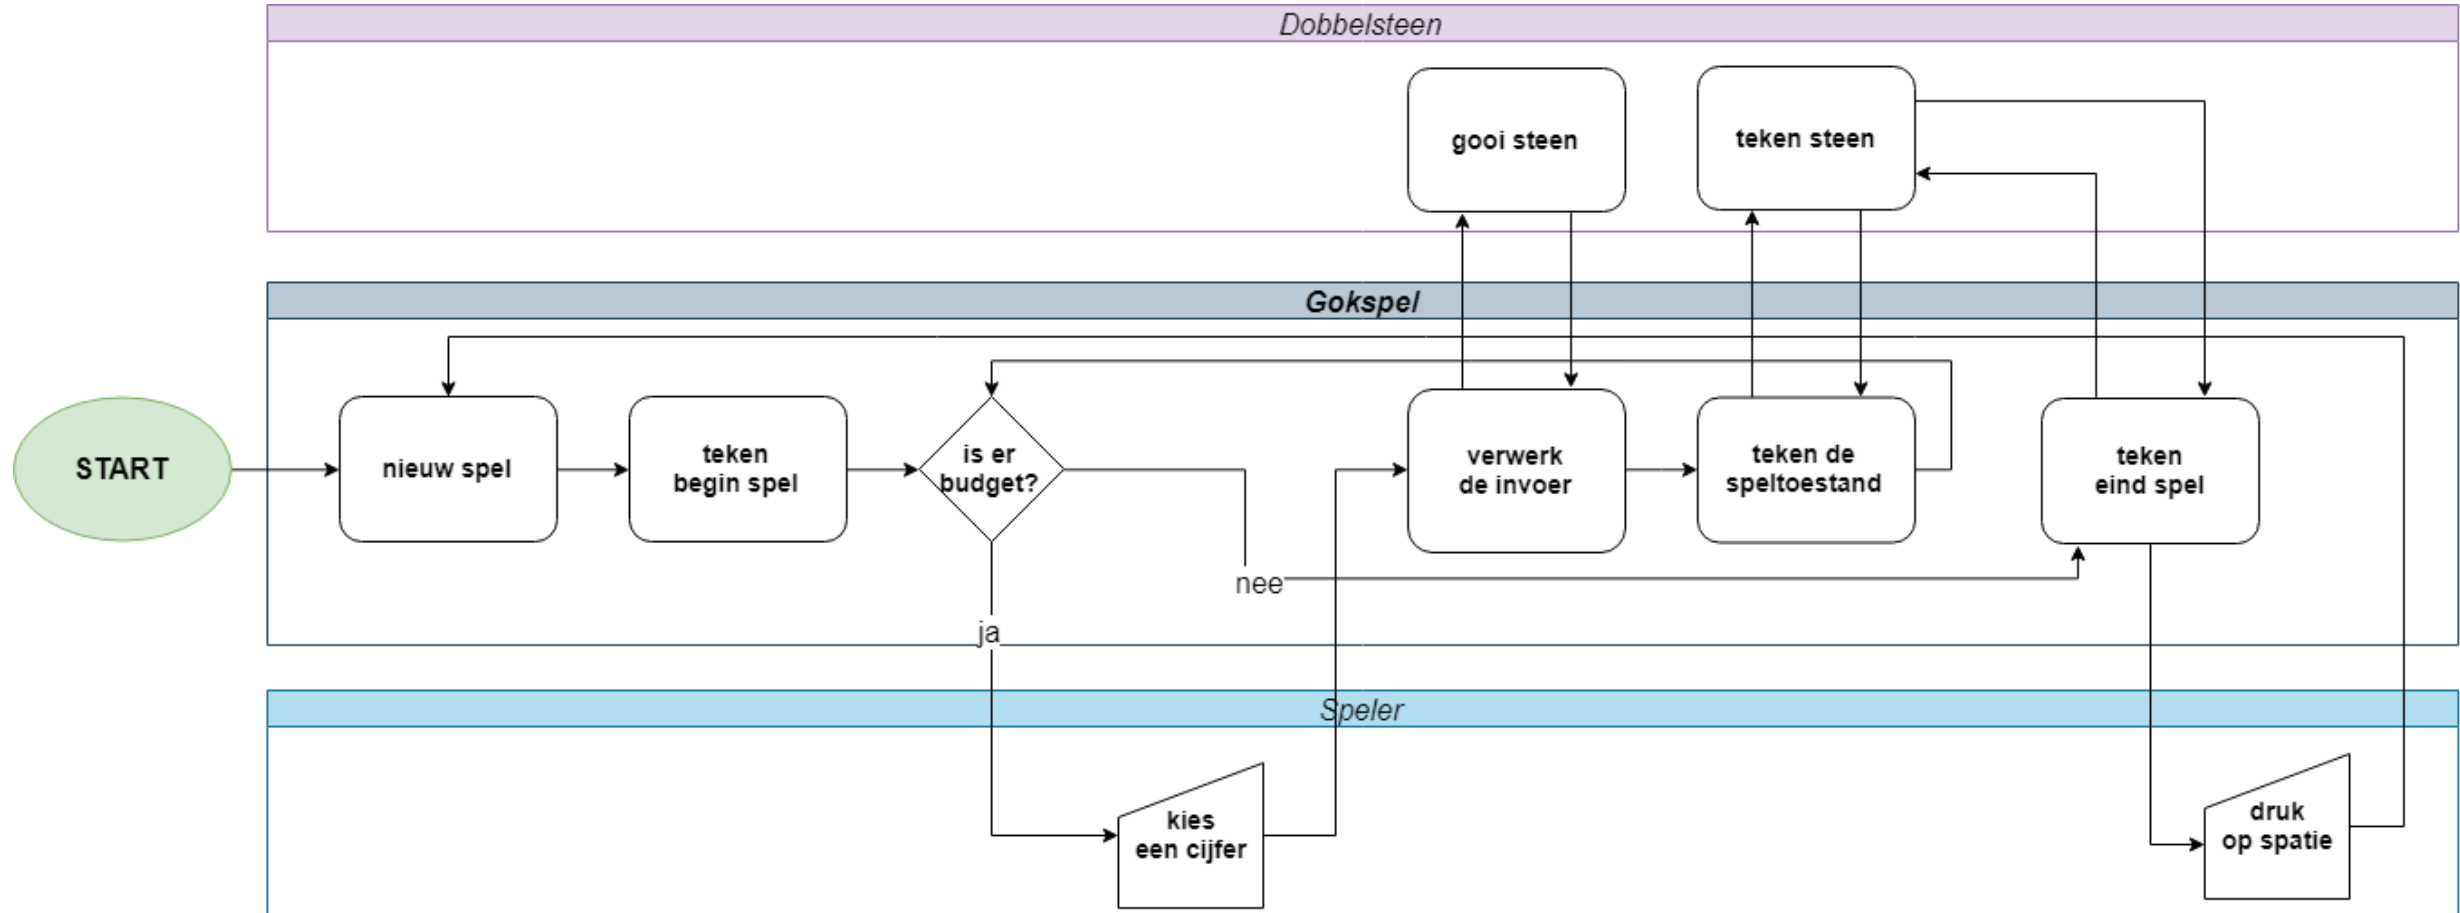 Dobbelsteen
gooi steen
teken steen
Gokspel
START
nieuw spel
teken
begin spel
is er
budget?
verwerk
de invoer
teken de
speltoestand
teken
eind spel
nee
ja
Speler
kies
een cijfer
druk
op spatie